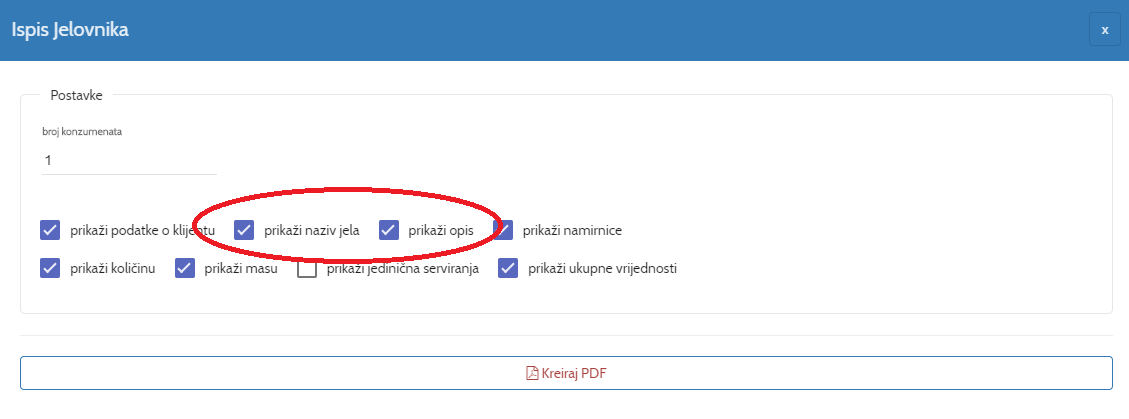 Ispis Jelovnika
x
Postavke
broj konzumenata
1
prikaži podatke o klijentu prikaži naziv jela prikaži opis prikaži namirnice
prikaži količinu prikaži masu prikaži jedinična serviranja prikaži ukupne vrijednosti
Kreiraj PDF